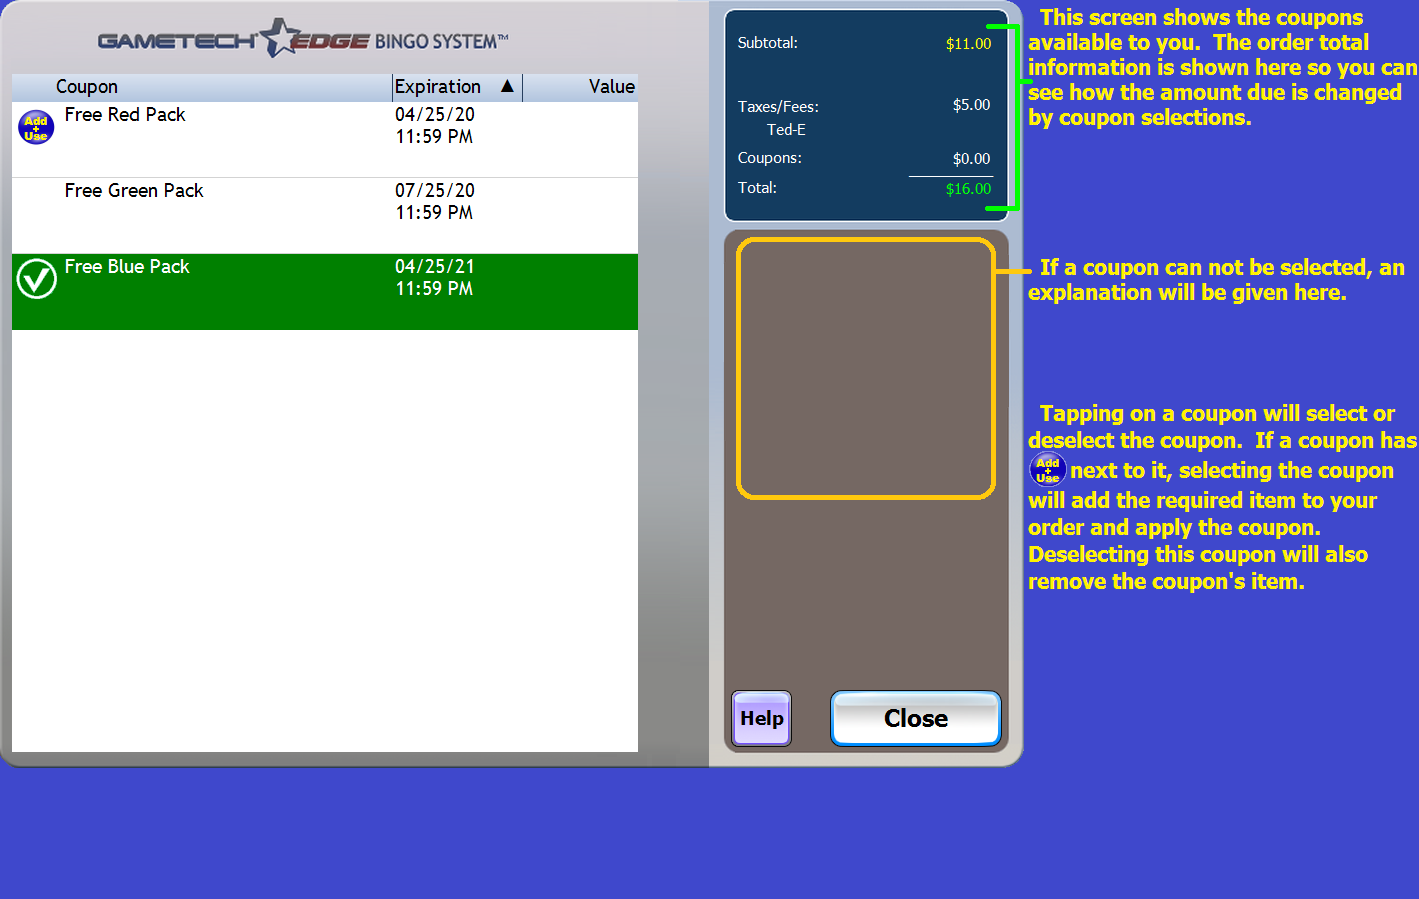 GAMETECH EDGE BINGO SYSTEM™
Coupon Expiration ▲ Value
Add + Use
Free Red Pack 04/25/20
11:59 PM
Free Green Pack 07/25/20
11:59 PM
Free Blue Pack 04/25/21
11:59 PM
Subtotal: $11.00
Taxes/Fees: $5.00
Ted-E
Coupons: $0.00
Total: $16.00
Help
Close
This screen shows the coupons
available to you. The order total
information is shown here so you can
see how the amount due is changed
by coupon selections.
If a coupon can not be selected, an
explanation will be given here.
Tapping on a coupon will select or
deselect the coupon. If a coupon has
Add + Use next to it, selecting the coupon
will add the required item to your
order and apply the coupon.
Deselecting this coupon will also
remove the coupon's item.